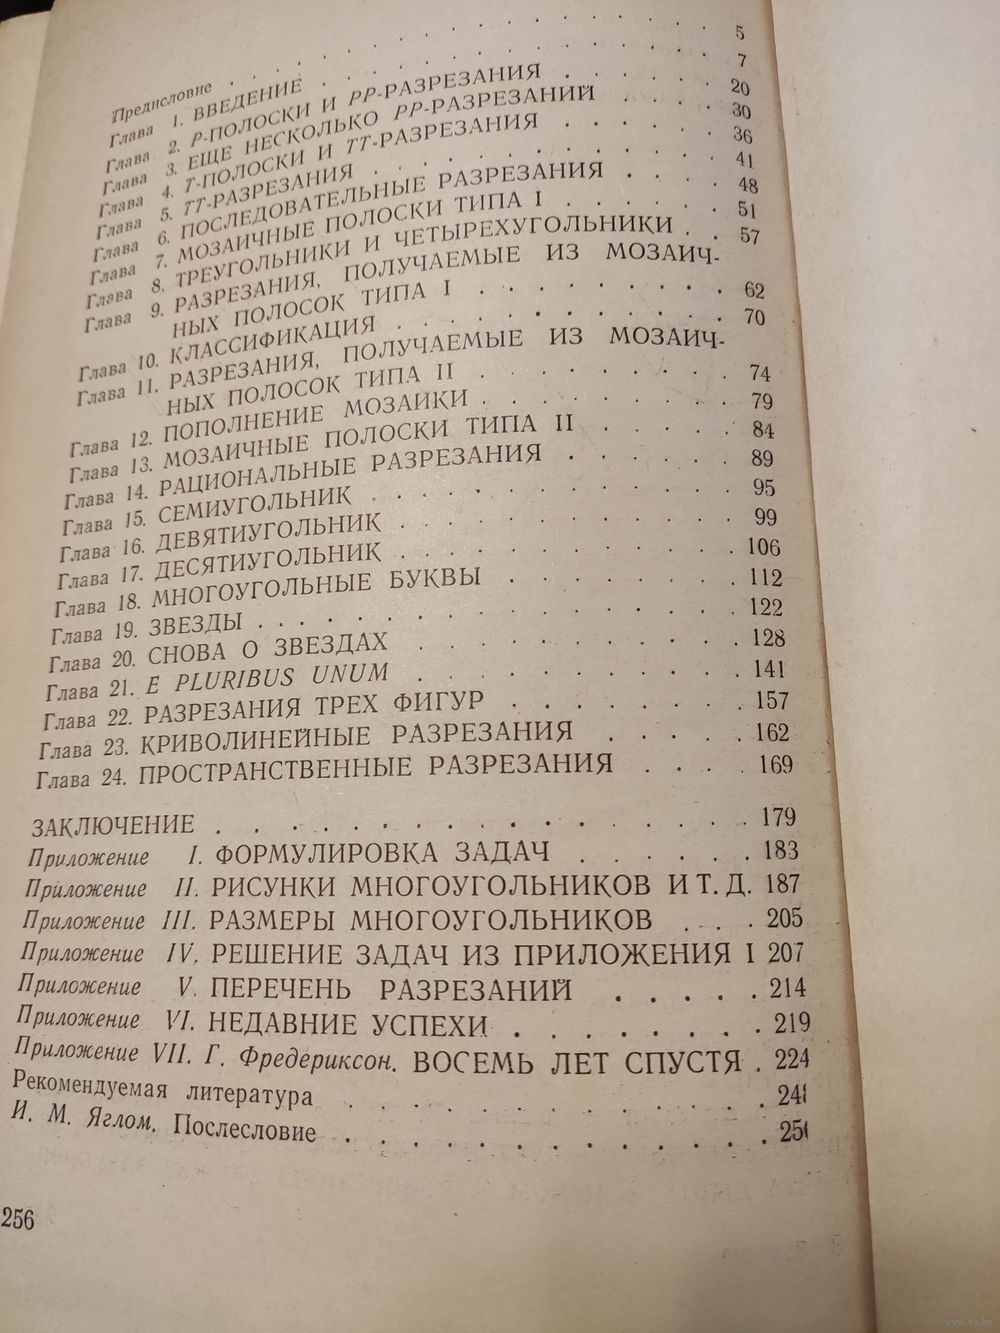 Предисловие . . . . . . . . . . . . 5
Глава 1. ВВЕДЕНИЕ . . . . . . . . . . 7
Глава 2. P-ПОЛОСКИ И PP-РАЗРЕЗАНИЯ . . . . 20
Глава 3. ЕЩЕ НЕСКОЛЬКО PP-РАЗРЕЗАНИЙ . . . . 30
Глава 4. T-ПОЛОСКИ И TT-РАЗРЕЗАНИЯ . . . . 36
Глава 5. TT-РАЗРЕЗАНИЯ . . . . . . . . . 41
Глава 6. ПОСЛЕДОВАТЕЛЬНЫЕ РАЗРЕЗАНИЯ . . . . 48
Глава 7. МОЗАИЧНЫЕ ПОЛОСКИ ТИПА I . . . . . . 51
Глава 8. ТРЕУГОЛЬНИКИ И ЧЕТЫРЕХУГОЛЬНИКИ . . 57
Глава 9. РАЗРЕЗАНИЯ, ПОЛУЧАЕМЫЕ ИЗ МОЗАИЧ-
НЫХ ПОЛОСОК ТИПА I . . . . . . . . . 62
Глава 10. КЛАССИФИКАЦИЯ . . . . . . . . . . 70
Глава 11. РАЗРЕЗАНИЯ, ПОЛУЧАЕМЫЕ ИЗ МОЗАИЧ-
НЫХ ПОЛОСОК ТИПА II . . . . . . . . . 74
Глава 12. ПОПОЛНЕНИЕ МОЗАИКИ . . . . . . . . 79
Глава 13. МОЗАИЧНЫЕ ПОЛОСКИ ТИПА II . . . . . 84
Глава 14. РАЦИОНАЛЬНЫЕ РАЗРЕЗАНИЯ . . . . . . 89
Глава 15. СЕМИУГОЛЬНИК . . . . . . . . . . . 95
Глава 16. ДЕВЯТИУГОЛЬНИК . . . . . . . . . . 99
Глава 17. ДЕСЯТИУГОЛЬНИК . . . . . . . . . . 106
Глава 18. МНОГОУГОЛЬНЫЕ БУКВЫ . . . . . . . . 112
Глава 19. ЗВЕЗДЫ . . . . . . . . . . . . . . 122
Глава 20. СНОВА О ЗВЕЗДАХ . . . . . . . . . . 128
Глава 21. E PLURIBUS UNUM . . . . . . . . . . 141
Глава 22. РАЗРЕЗАНИЯ ТРЕХ ФИГУР . . . . . . . . 157
Глава 23. КРИВОЛИНЕЙНЫЕ РАЗРЕЗАНИЯ . . . . . 162
Глава 24. ПРОСТРАНСТВЕННЫЕ РАЗРЕЗАНИЯ . . . . 169
ЗАКЛЮЧЕНИЕ . . . . . . . . . . . . . . . 179
Приложение I. ФОРМУЛИРОВКА ЗАДАЧ . . . . . . . 183
Приложение II. РИСУНКИ МНОГОУГОЛЬНИКОВ И Т. Д. 187
Приложение III. РАЗМЕРЫ МНОГОУГОЛЬНИКОВ . . . 205
Приложение IV. РЕШЕНИЕ ЗАДАЧ ИЗ ПРИЛОЖЕНИЯ I 207
Приложение V. ПЕРЕЧЕНЬ РАЗРЕЗАНИЙ . . . . . . 214
Приложение VI. НЕДАВНИЕ УСПЕХИ . . . . . . . . 219
Приложение VII. Г. Фредериксон. ВОСЕМЬ ЛЕТ СПУСТЯ . 224
Рекомендуемая литература . . . . . . . . . . .
И. М. Яглом. Послесловие . . . . . . . . . . . .
256
www.ay.by